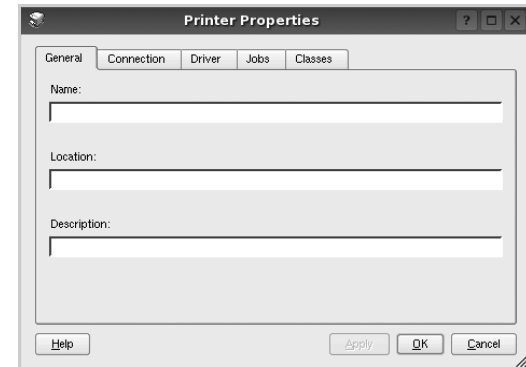 Printer Properties
?
General Connection Driver Jobs Classes
Name:
Location:
Description:
Help Apply OK Cancel